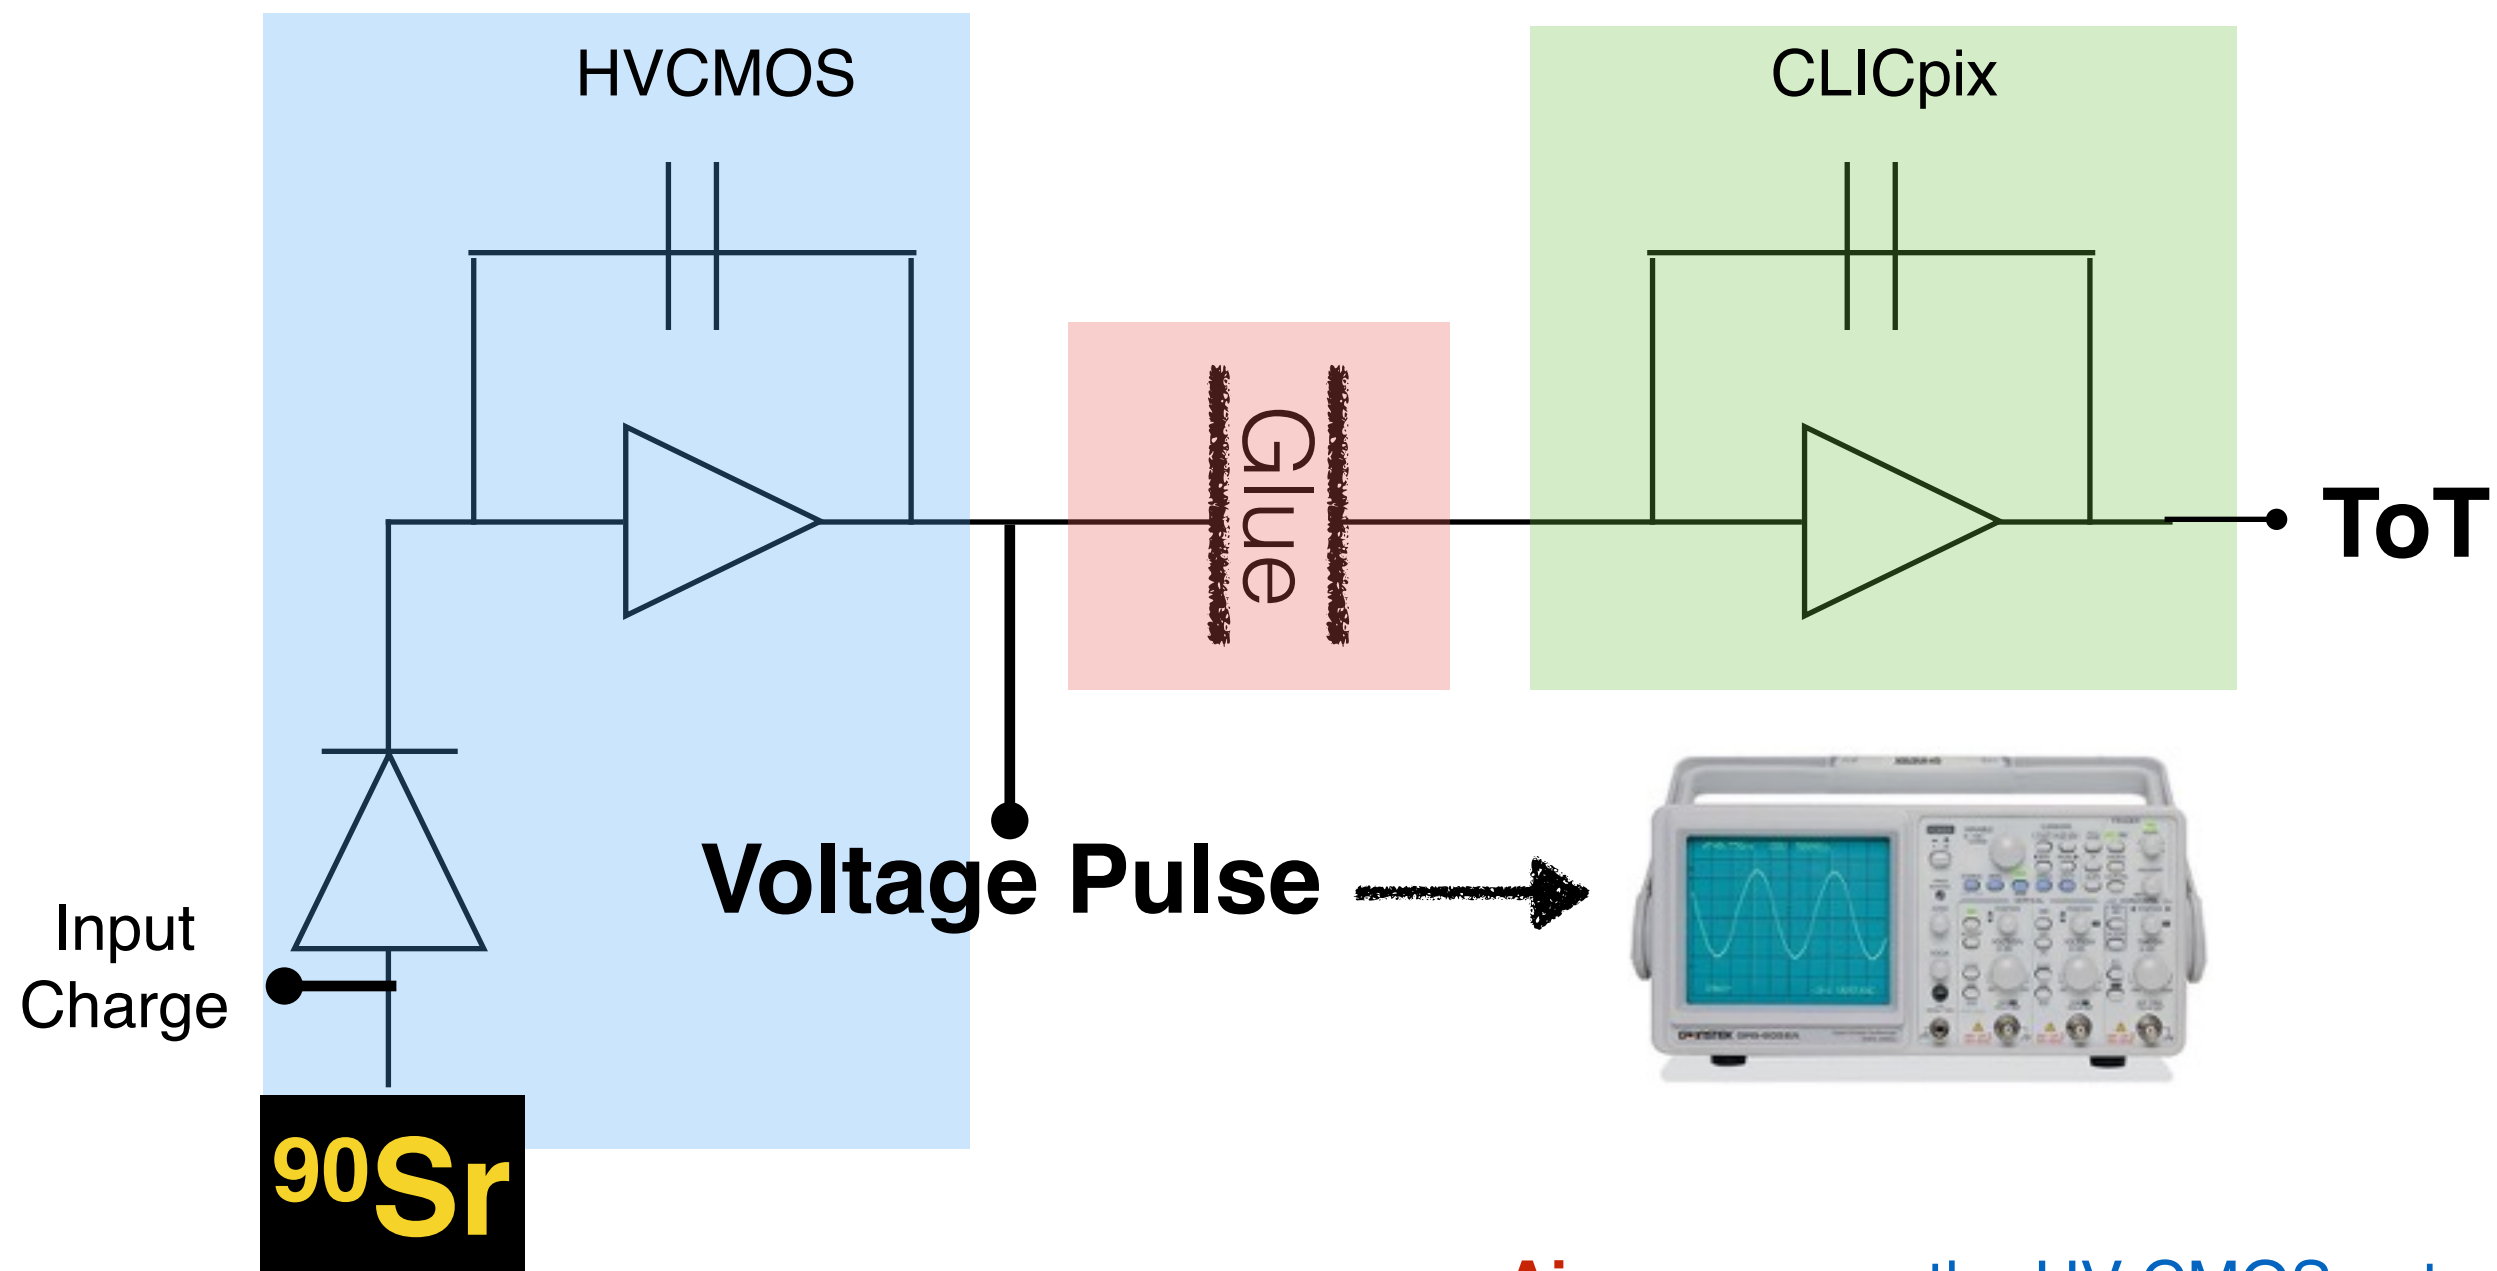 HVCMOS
CLICpix
Glue
ToT
Voltage Pulse
Input
Charge
90Sr